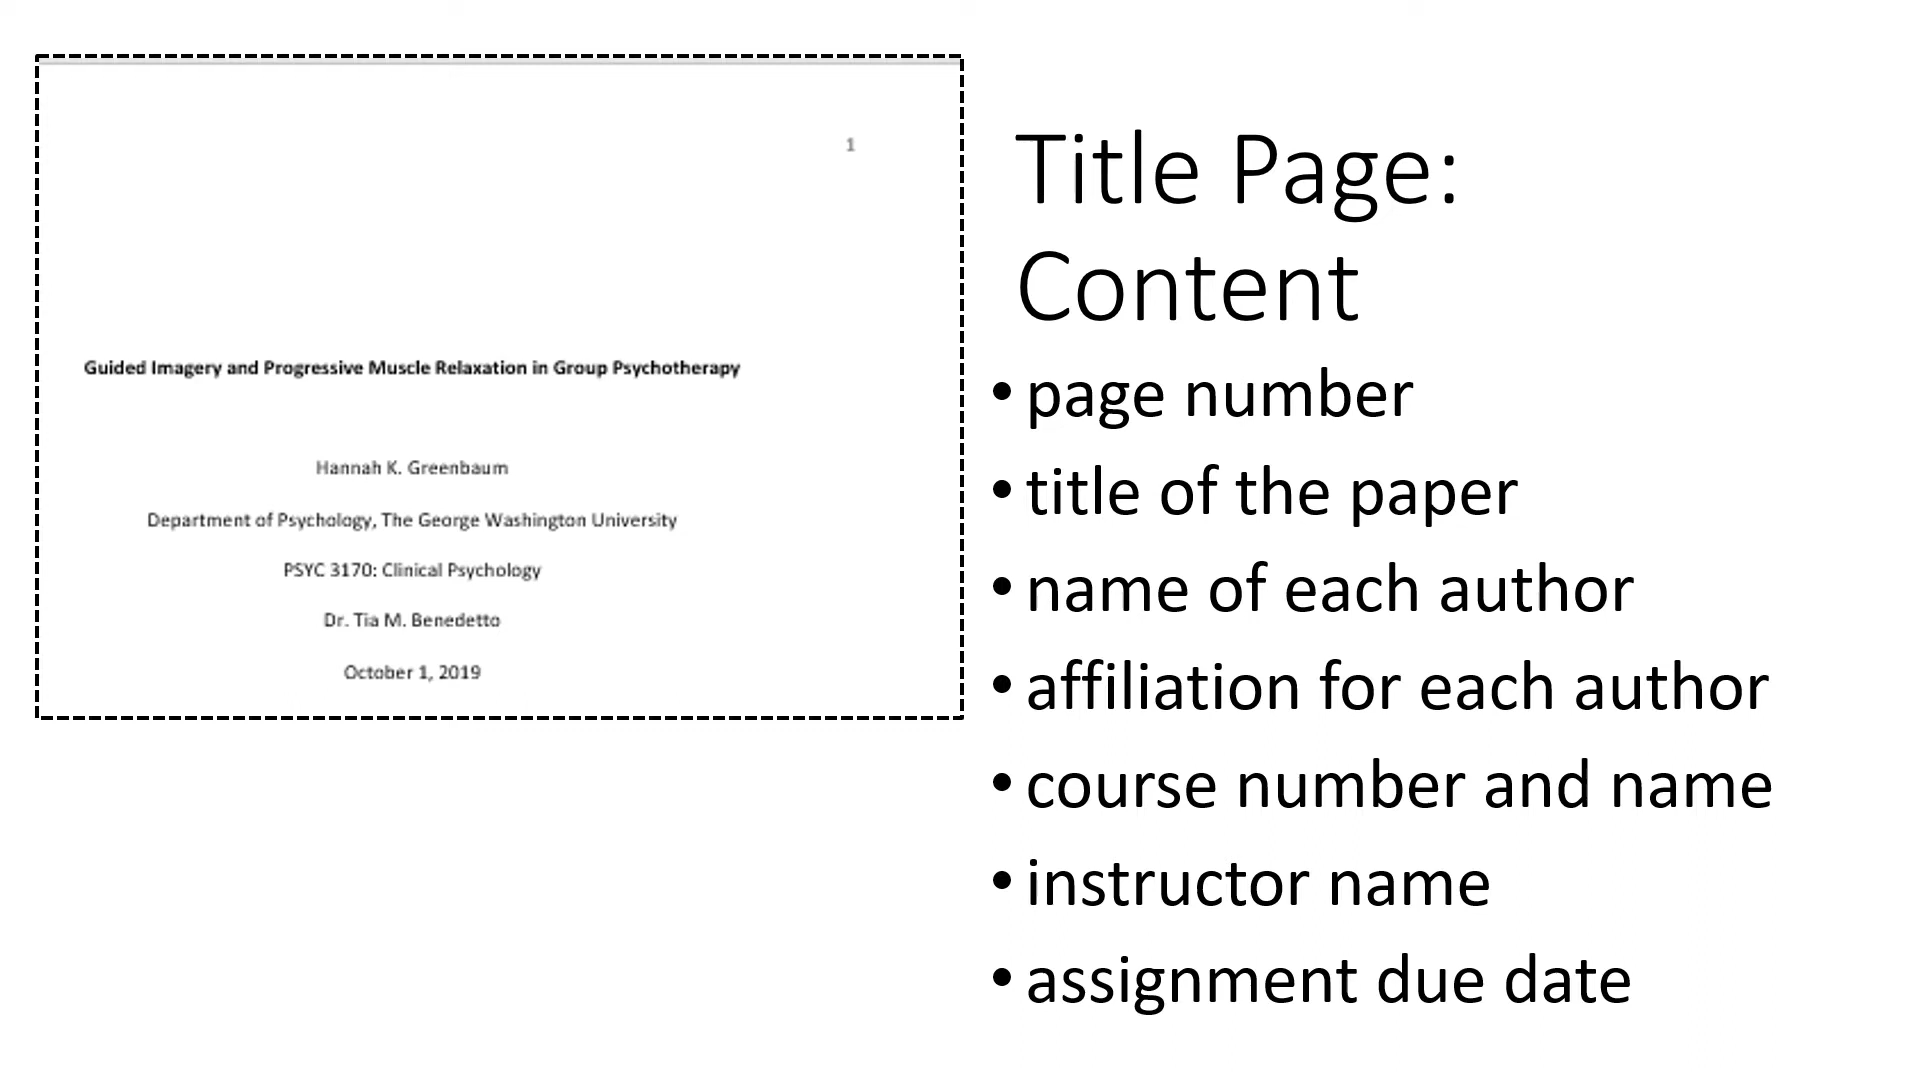 1
Guided Imagery and Progressive Muscle Relaxation in Group Psychotherapy
Hannah K. Greenbaum
Department of Psychology, The George Washington University
PSYC 3170: Clinical Psychology
Dr. Tia M. Benedetto
October 1, 2019
Title Page:
Content
• page number
• title of the paper
• name of each author
• affiliation for each author
• course number and name
• instructor name
• assignment due date